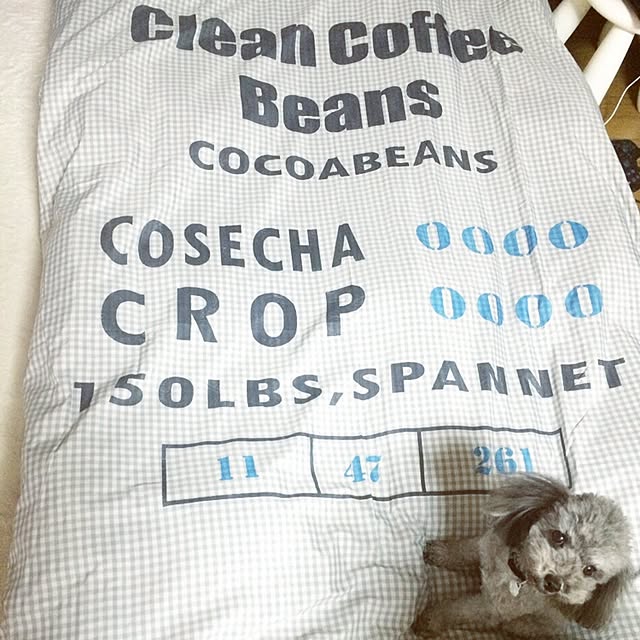 Clean Coffee
Beans
COCOABEANS
COSECHA 0000
CROP 0000
150LBS,SPANNET
11 47 261